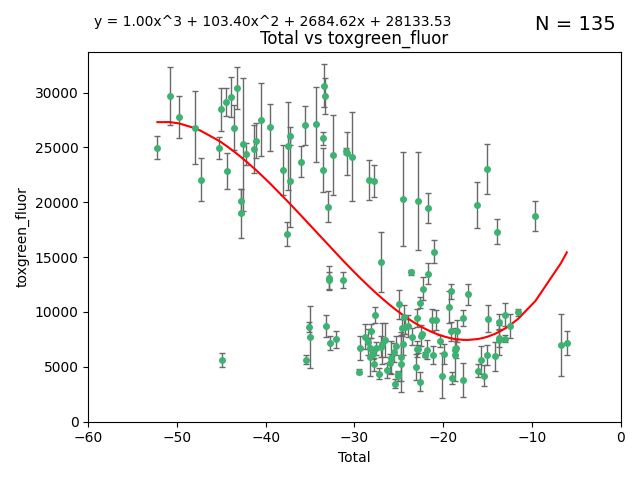 y = 1.00x^3 + 103.40x^2 + 2684.62x + 28133.53
N = 135
Total vs toxgreen_fluor
toxgreen_fluor
30000
25000
20000
15000
10000
5000
0
−60 −50 −40 −30 −20 −10 0
Total